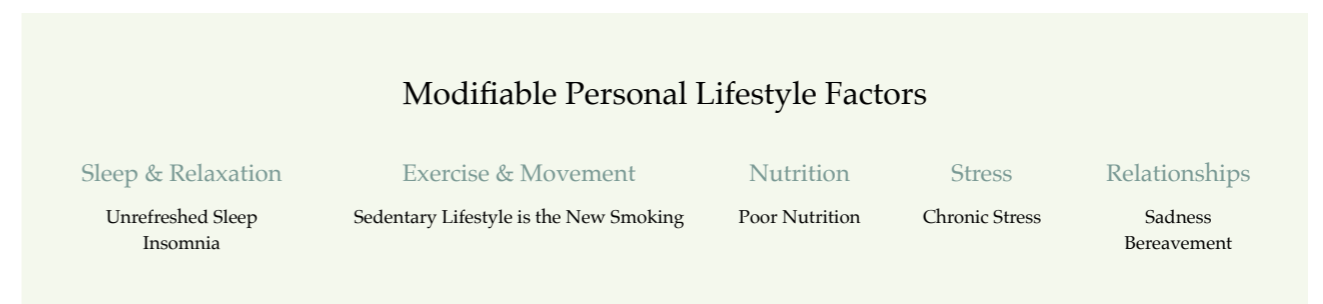 Modifiable Personal Lifestyle Factors
Sleep & Relaxation
Unrefreshed Sleep
Insomnia
Exercise & Movement
Sedentary Lifestyle is the New Smoking
Nutrition
Poor Nutrition
Stress
Chronic Stress
Relationships
Sadness
Bereavement